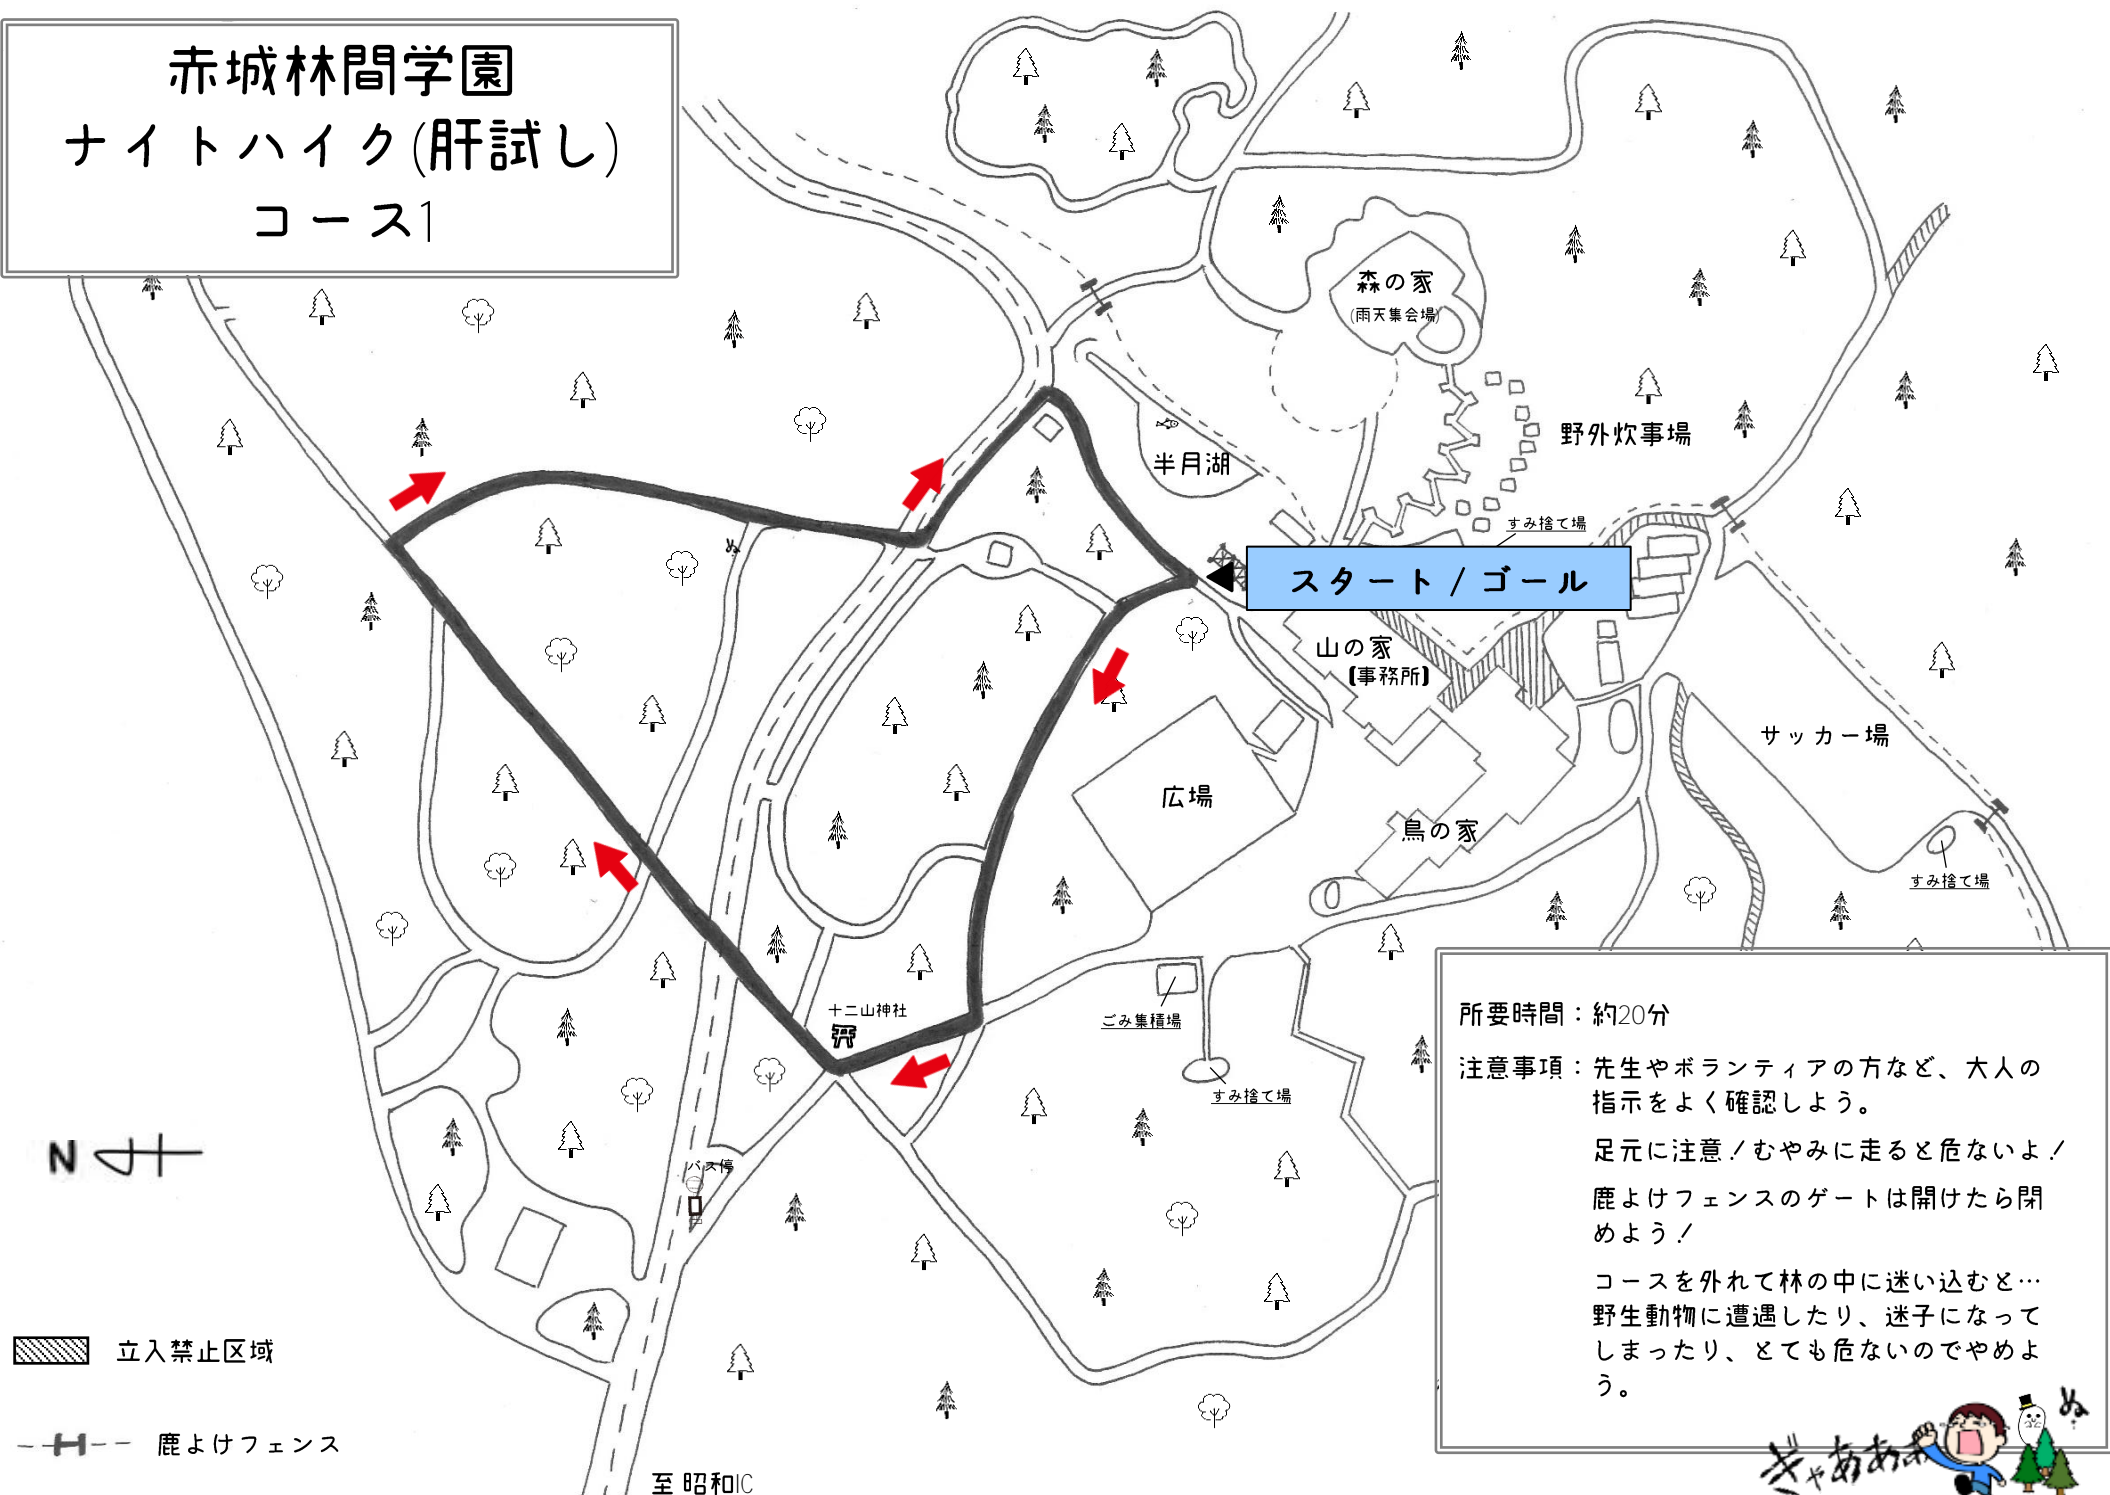 赤城林間学園
ナイトハイク(肝試し)
コース1
森の家
(雨天集会場)
野外炊事場
半月湖
すみ捨て場
ぬ
スタート / ゴール
山の家
【事務所】
サッカー場
広場
鳥の家
すみ捨て場
十二山神社
ごみ集積場
すみ捨て場
バス停
N
所要時間：約20分
注意事項：先生やボランティアの方など、大人の
指示をよく確認しよう。
足元に注意！むやみに走ると危ないよ！
鹿よけフェンスのゲートは開けたら閉
めよう！
コースを外れて林の中に迷い込むと…
野生動物に遭遇したり、迷子になって
しまったり、とても危ないのでやめよ
う。
ぬ
ぎゃあああ
立入禁止区域
鹿よけフェンス
至 昭和IC